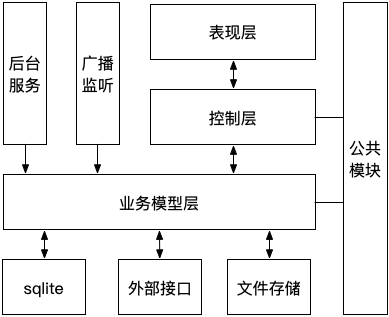 后台
服务
广播
监听
表现层
控制层
公共
模块
业务模型层
sqlite
外部接口
文件存储